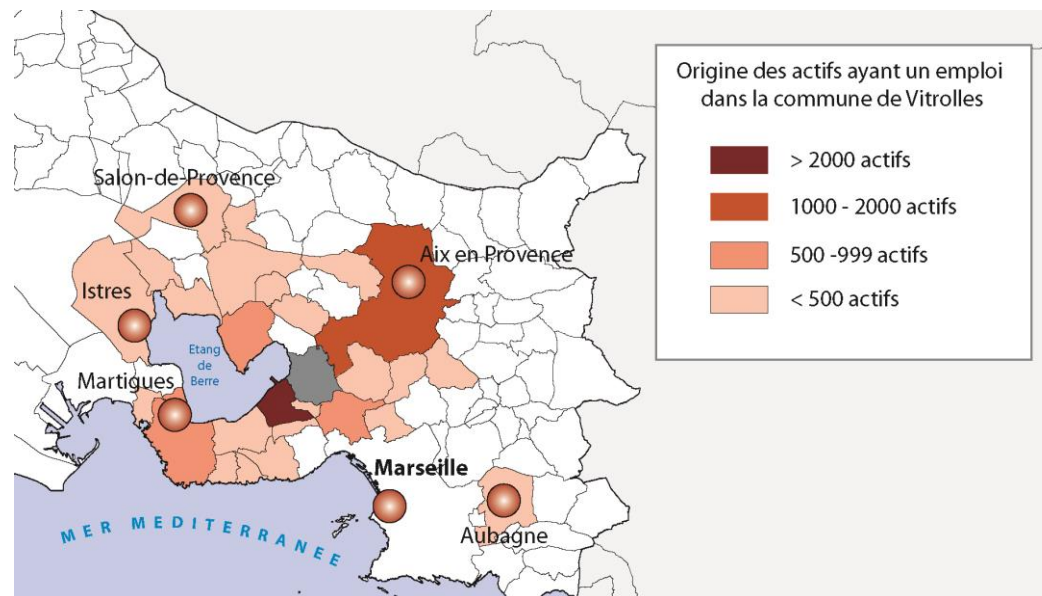 Origine des actifs ayant un emploi
dans la commune de Vitrolles
> 2000 actifs
1000 - 2000 actifs
500 -999 actifs
< 500 actifs
Salon-de-Provence
Aix en Provence
Istres
Etang
de
Berre
Martigues
Marseille
Aubagne
MER MEDITERRANEE